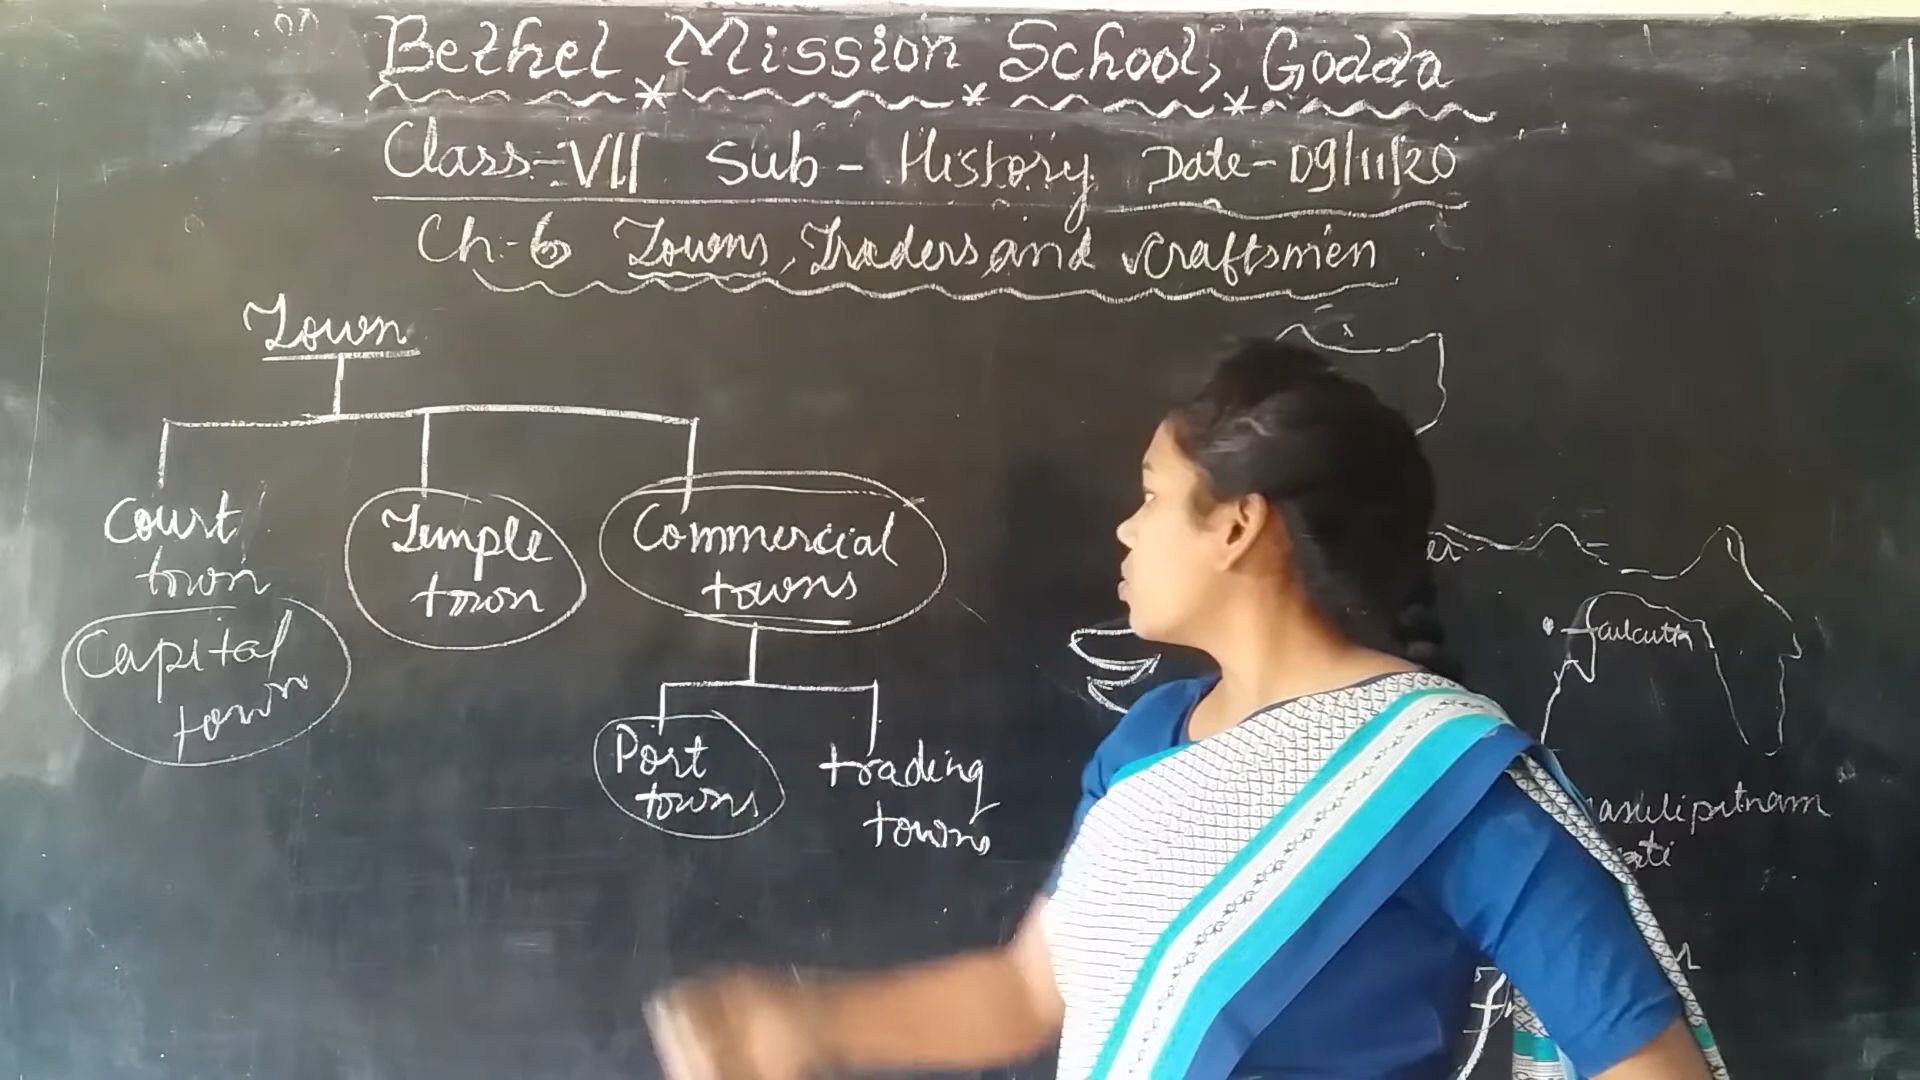 Bethel Mission School, Godda
Class-VII Sub-History Date-09/11/20
Ch-6 Towns, Traders and Craftsmen
Town
Court
town
Capital
town
Temple
town
Commercial
towns
Port
towns
trading
towns
Calcutta
asulipatnam